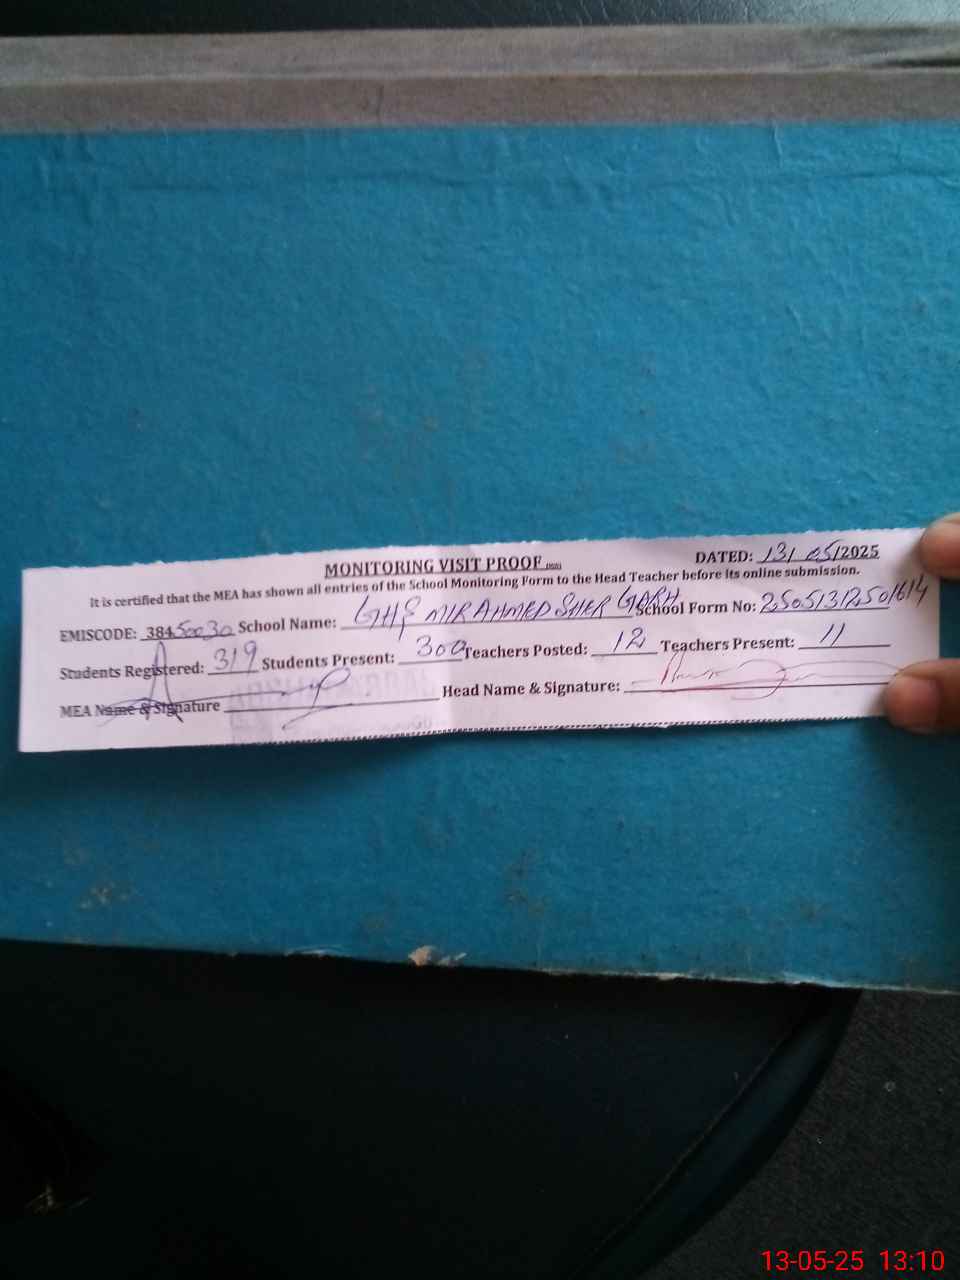 MONITORING VISIT PROOF
DATED: 13/05/2025
It is certified that the MEA has shown all entries of the School Monitoring Form to the Head Teacher before its online submission.
EMISCODE: 38450030 School Name: GHS MIR AHMED SHER GARH School Form No:
Students Registered: 319 Students Present: 300 Teachers Posted: 12 Teachers Present: 11
MEA Name & Signature Head Name & Signature:
13-05-25 13:10